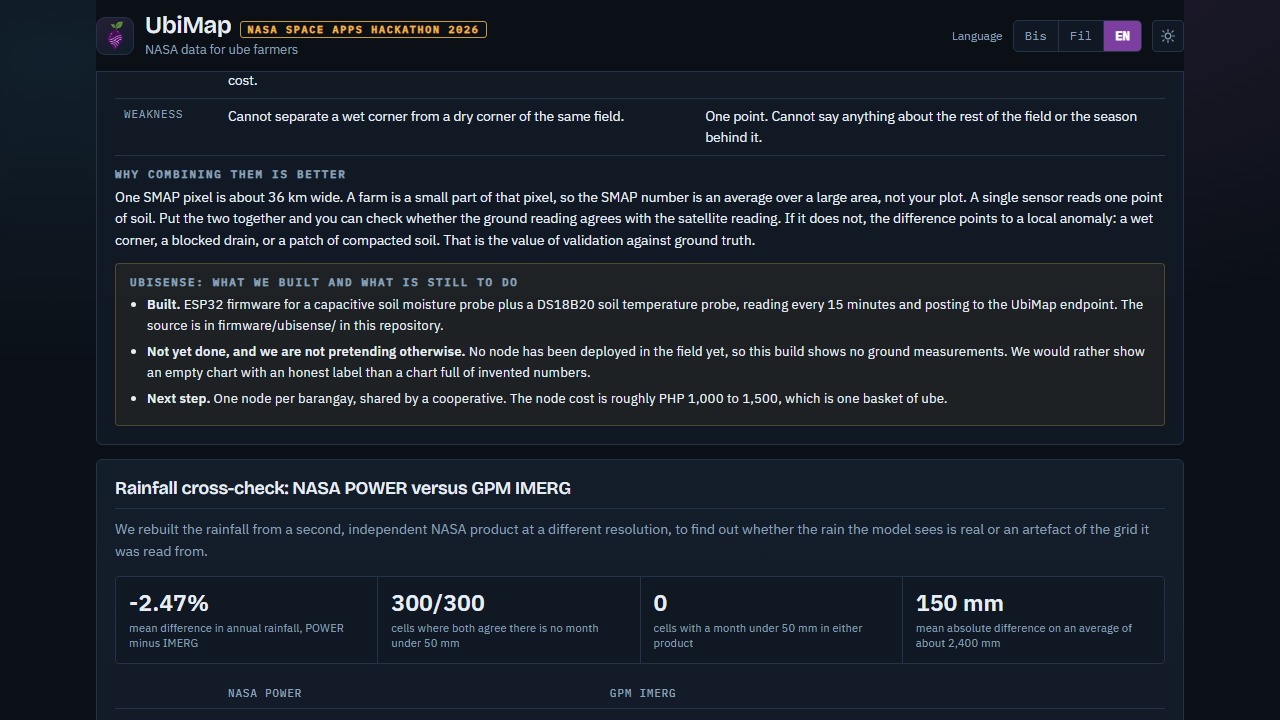 UbiMap NASA SPACE APPS HACKATHON 2026
NASA data for ube farmers
Language Bis Fil EN
cost.
WEAKNESS Cannot separate a wet corner from a dry corner of the same field. One point. Cannot say anything about the rest of the field or the season
behind it.
WHY COMBINING THEM IS BETTER
One SMAP pixel is about 36 km wide. A farm is a small part of that pixel, so the SMAP number is an average over a large area, not your plot. A single sensor reads one point
of soil. Put the two together and you can check whether the ground reading agrees with the satellite reading. If it does not, the difference points to a local anomaly: a wet
corner, a blocked drain, or a patch of compacted soil. That is the value of validation against ground truth.
UBISENSE: WHAT WE BUILT AND WHAT IS STILL TO DO
• Built. ESP32 firmware for a capacitive soil moisture probe plus a DS18B20 soil temperature probe, reading every 15 minutes and posting to the UbiMap endpoint. The
source is in firmware/ubisense/ in this repository.
• Not yet done, and we are not pretending otherwise. No node has been deployed in the field yet, so this build shows no ground measurements. We would rather show
an empty chart with an honest label than a chart full of invented numbers.
• Next step. One node per barangay, shared by a cooperative. The node cost is roughly PHP 1,000 to 1,500, which is one basket of ube.
Rainfall cross-check: NASA POWER versus GPM IMERG
We rebuilt the rainfall from a second, independent NASA product at a different resolution, to find out whether the rain the model sees is real or an artefact of the grid it
was read from.
-2.47%
mean difference in annual rainfall, POWER
minus IMERG
300/300
cells where both agree there is no month
under 50 mm
0
cells with a month under 50 mm in either
product
150 mm
mean absolute difference on an average of
about 2,400 mm
NASA POWER GPM IMERG